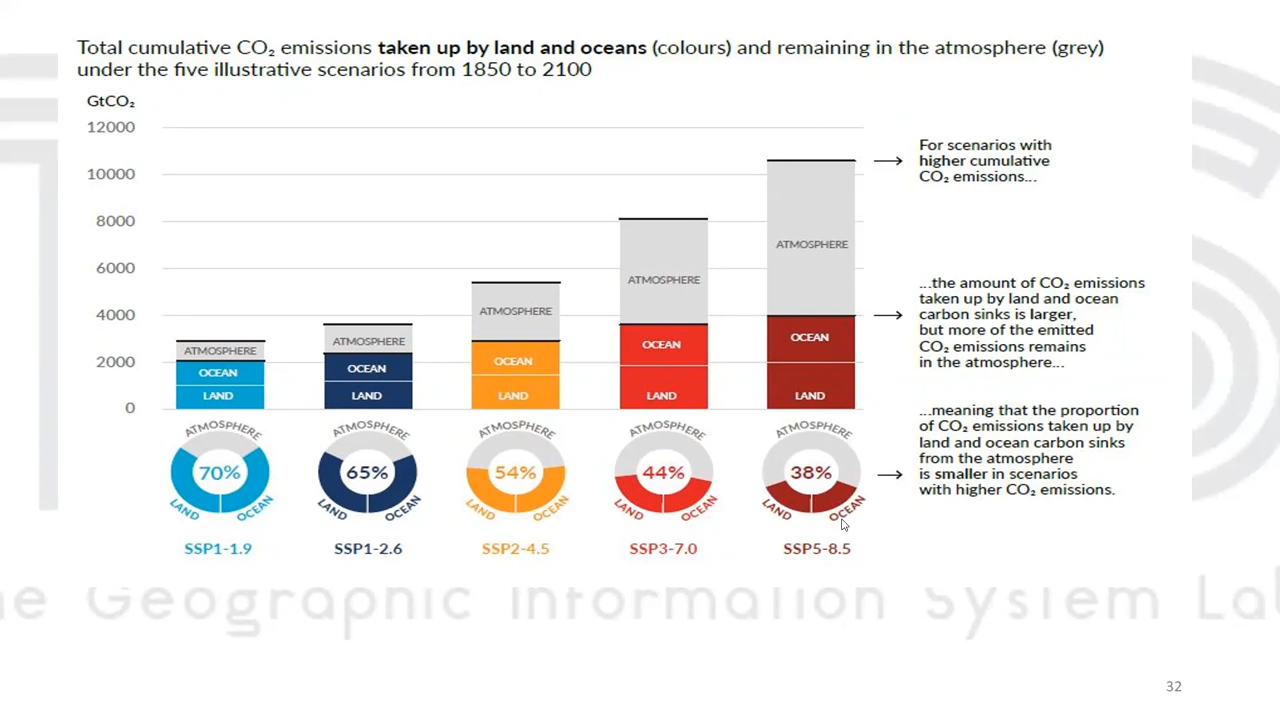 Total cumulative CO₂ emissions taken up by land and oceans (colours) and remaining in the atmosphere (grey)
under the five illustrative scenarios from 1850 to 2100
GtCO₂
12000
10000
8000
6000
4000
2000
0
ATMOSPHERE
OCEAN
LAND
ATMOSPHERE
OCEAN
LAND
ATMOSPHERE
OCEAN
LAND
ATMOSPHERE
OCEAN
LAND
ATMOSPHERE
OCEAN
LAND
For scenarios with
higher cumulative
CO₂ emissions...
...the amount of CO₂ emissions
taken up by land and ocean
carbon sinks is larger,
but more of the emitted
CO₂ emissions remains
in the atmosphere...
...meaning that the proportion
of CO₂ emissions taken up by
land and ocean carbon sinks
from the atmosphere
is smaller in scenarios
with higher CO₂ emissions.
ATMOSPHERE
70%
LAND
OCEAN
SSP1-1.9
ATMOSPHERE
65%
LAND
OCEAN
SSP1-2.6
ATMOSPHERE
54%
LAND
OCEAN
SSP2-4.5
ATMOSPHERE
44%
LAND
OCEAN
SSP3-7.0
ATMOSPHERE
38%
LAND
OCEAN
SSP5-8.5
Geographic Information System
32